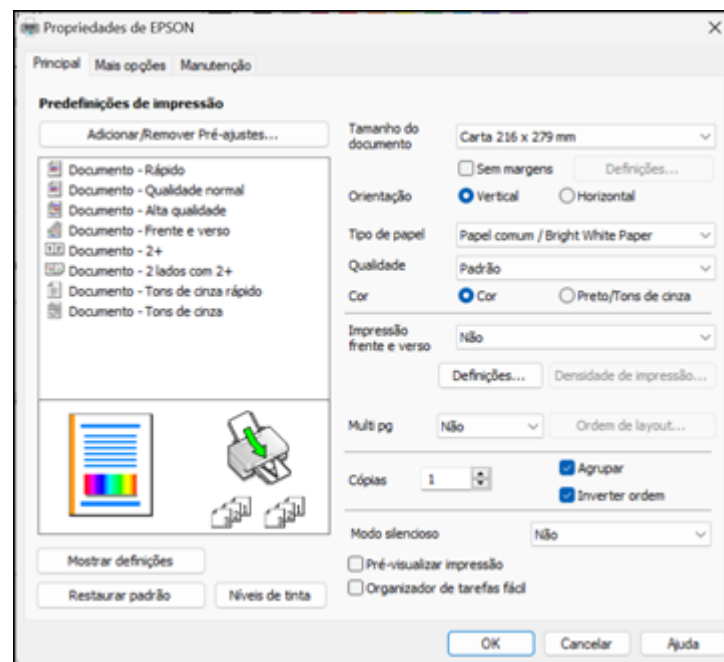 Propriedades de EPSON
Principal Mais opções Manutenção
Predefinições de impressão
Adicionar/Remover Pré-ajustes...
Documento - Rápido
Documento - Qualidade normal
Documento - Alta qualidade
Documento - Frente e verso
Documento - 2+
Documento - 2 lados com 2+
Documento - Tons de cinza rápido
Documento - Tons de cinza
Mostrar definições
Restaurar padrão Níveis de tinta
Tamanho do
documento
Carta 216 x 279 mm
Sem margens Definições...
Orientação Vertical Horizontal
Tipo de papel Papel comum / Bright White Paper
Qualidade Padrão
Cor Cor Preto/Tons de cinza
Impressão
frente e verso
Não
Definições... Densidade de impressão...
Multi pg Não Ordem de layout...
Cópias 1 Agrupar
Inverter ordem
Modo silencioso Não
Pré-visualizar impressão
Organizador de tarefas fácil
OK Cancelar Ajuda